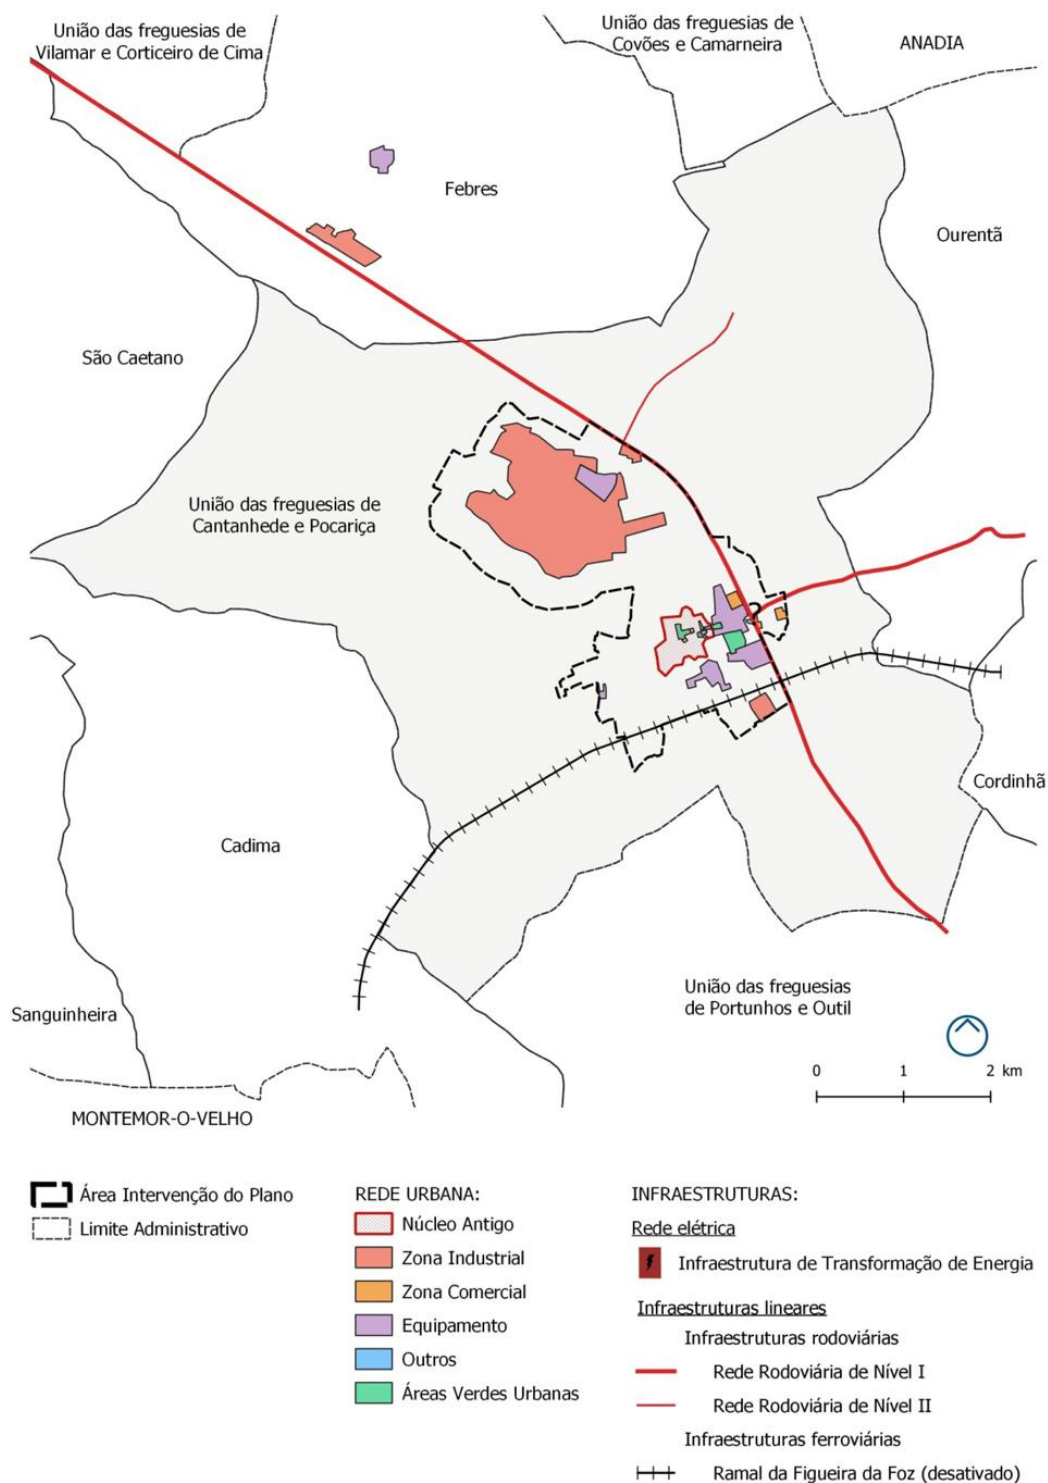 União das freguesias de
Vilamar e Corticeiro de Cima
União das freguesias de
Covões e Camarneira
ANADIA
Febres
Ourentã
São Caetano
União das freguesias de
Cantanhede e Pocariça
Cordinhã
Cadima
União das freguesias
de Portunhos e Outil
Sanguinheira
0 1 2 km
MONTEMOR-O-VELHO
Área Intervenção do Plano
Limite Administrativo
REDE URBANA:
Núcleo Antigo
Zona Industrial
Zona Comercial
Equipamento
Outros
Áreas Verdes Urbanas
INFRAESTRUTURAS:
Rede elétrica
Infraestrutura de Transformação de Energia
Infraestruturas lineares
Infraestruturas rodoviárias
Rede Rodoviária de Nível I
Rede Rodoviária de Nível II
Infraestruturas ferroviárias
Ramal da Figueira da Foz (desativado)